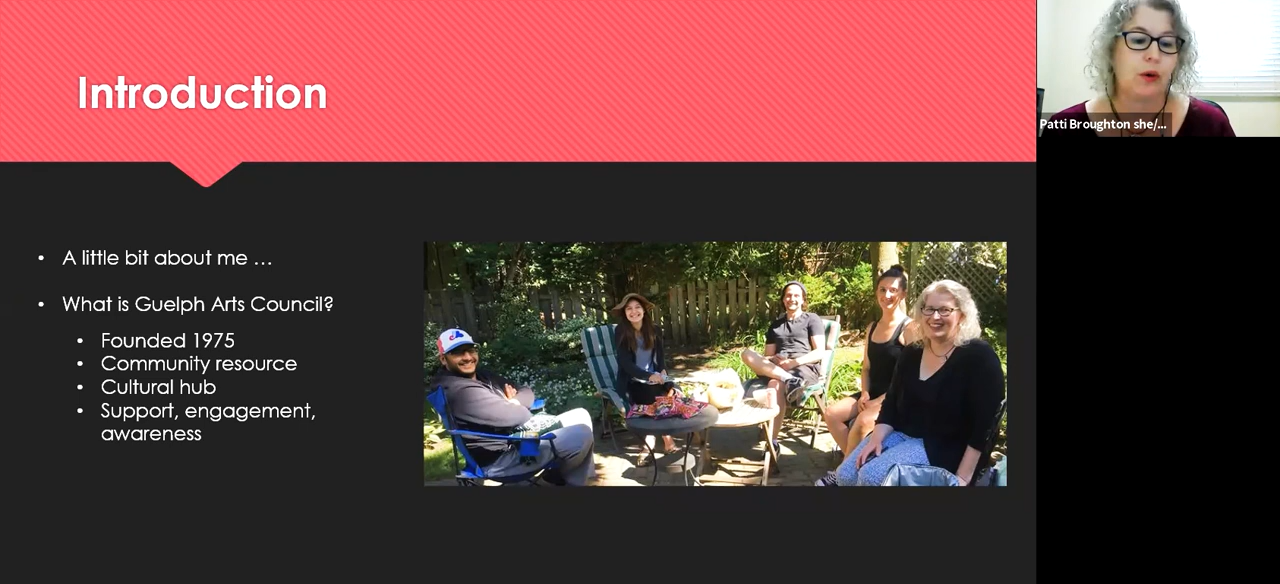 Introduction
Patti Broughton she/...
A little bit about me ...
What is Guelph Arts Council?
Founded 1975
Community resource
Cultural hub
Support, engagement,
awareness